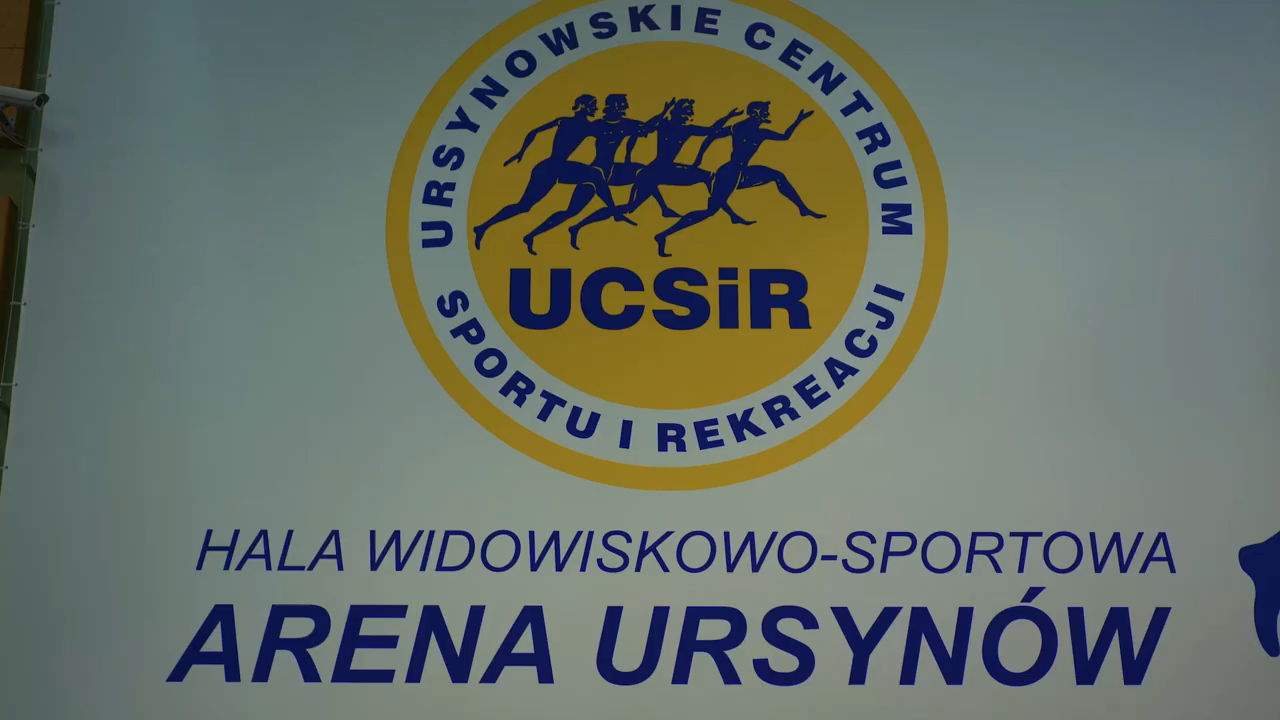 URSYNOWSKIE CENTRUM
SPORTU I REKREACJI
UCSiR
HALA WIDOWISKOWO-SPORTOWA
ARENA URSYNÓW